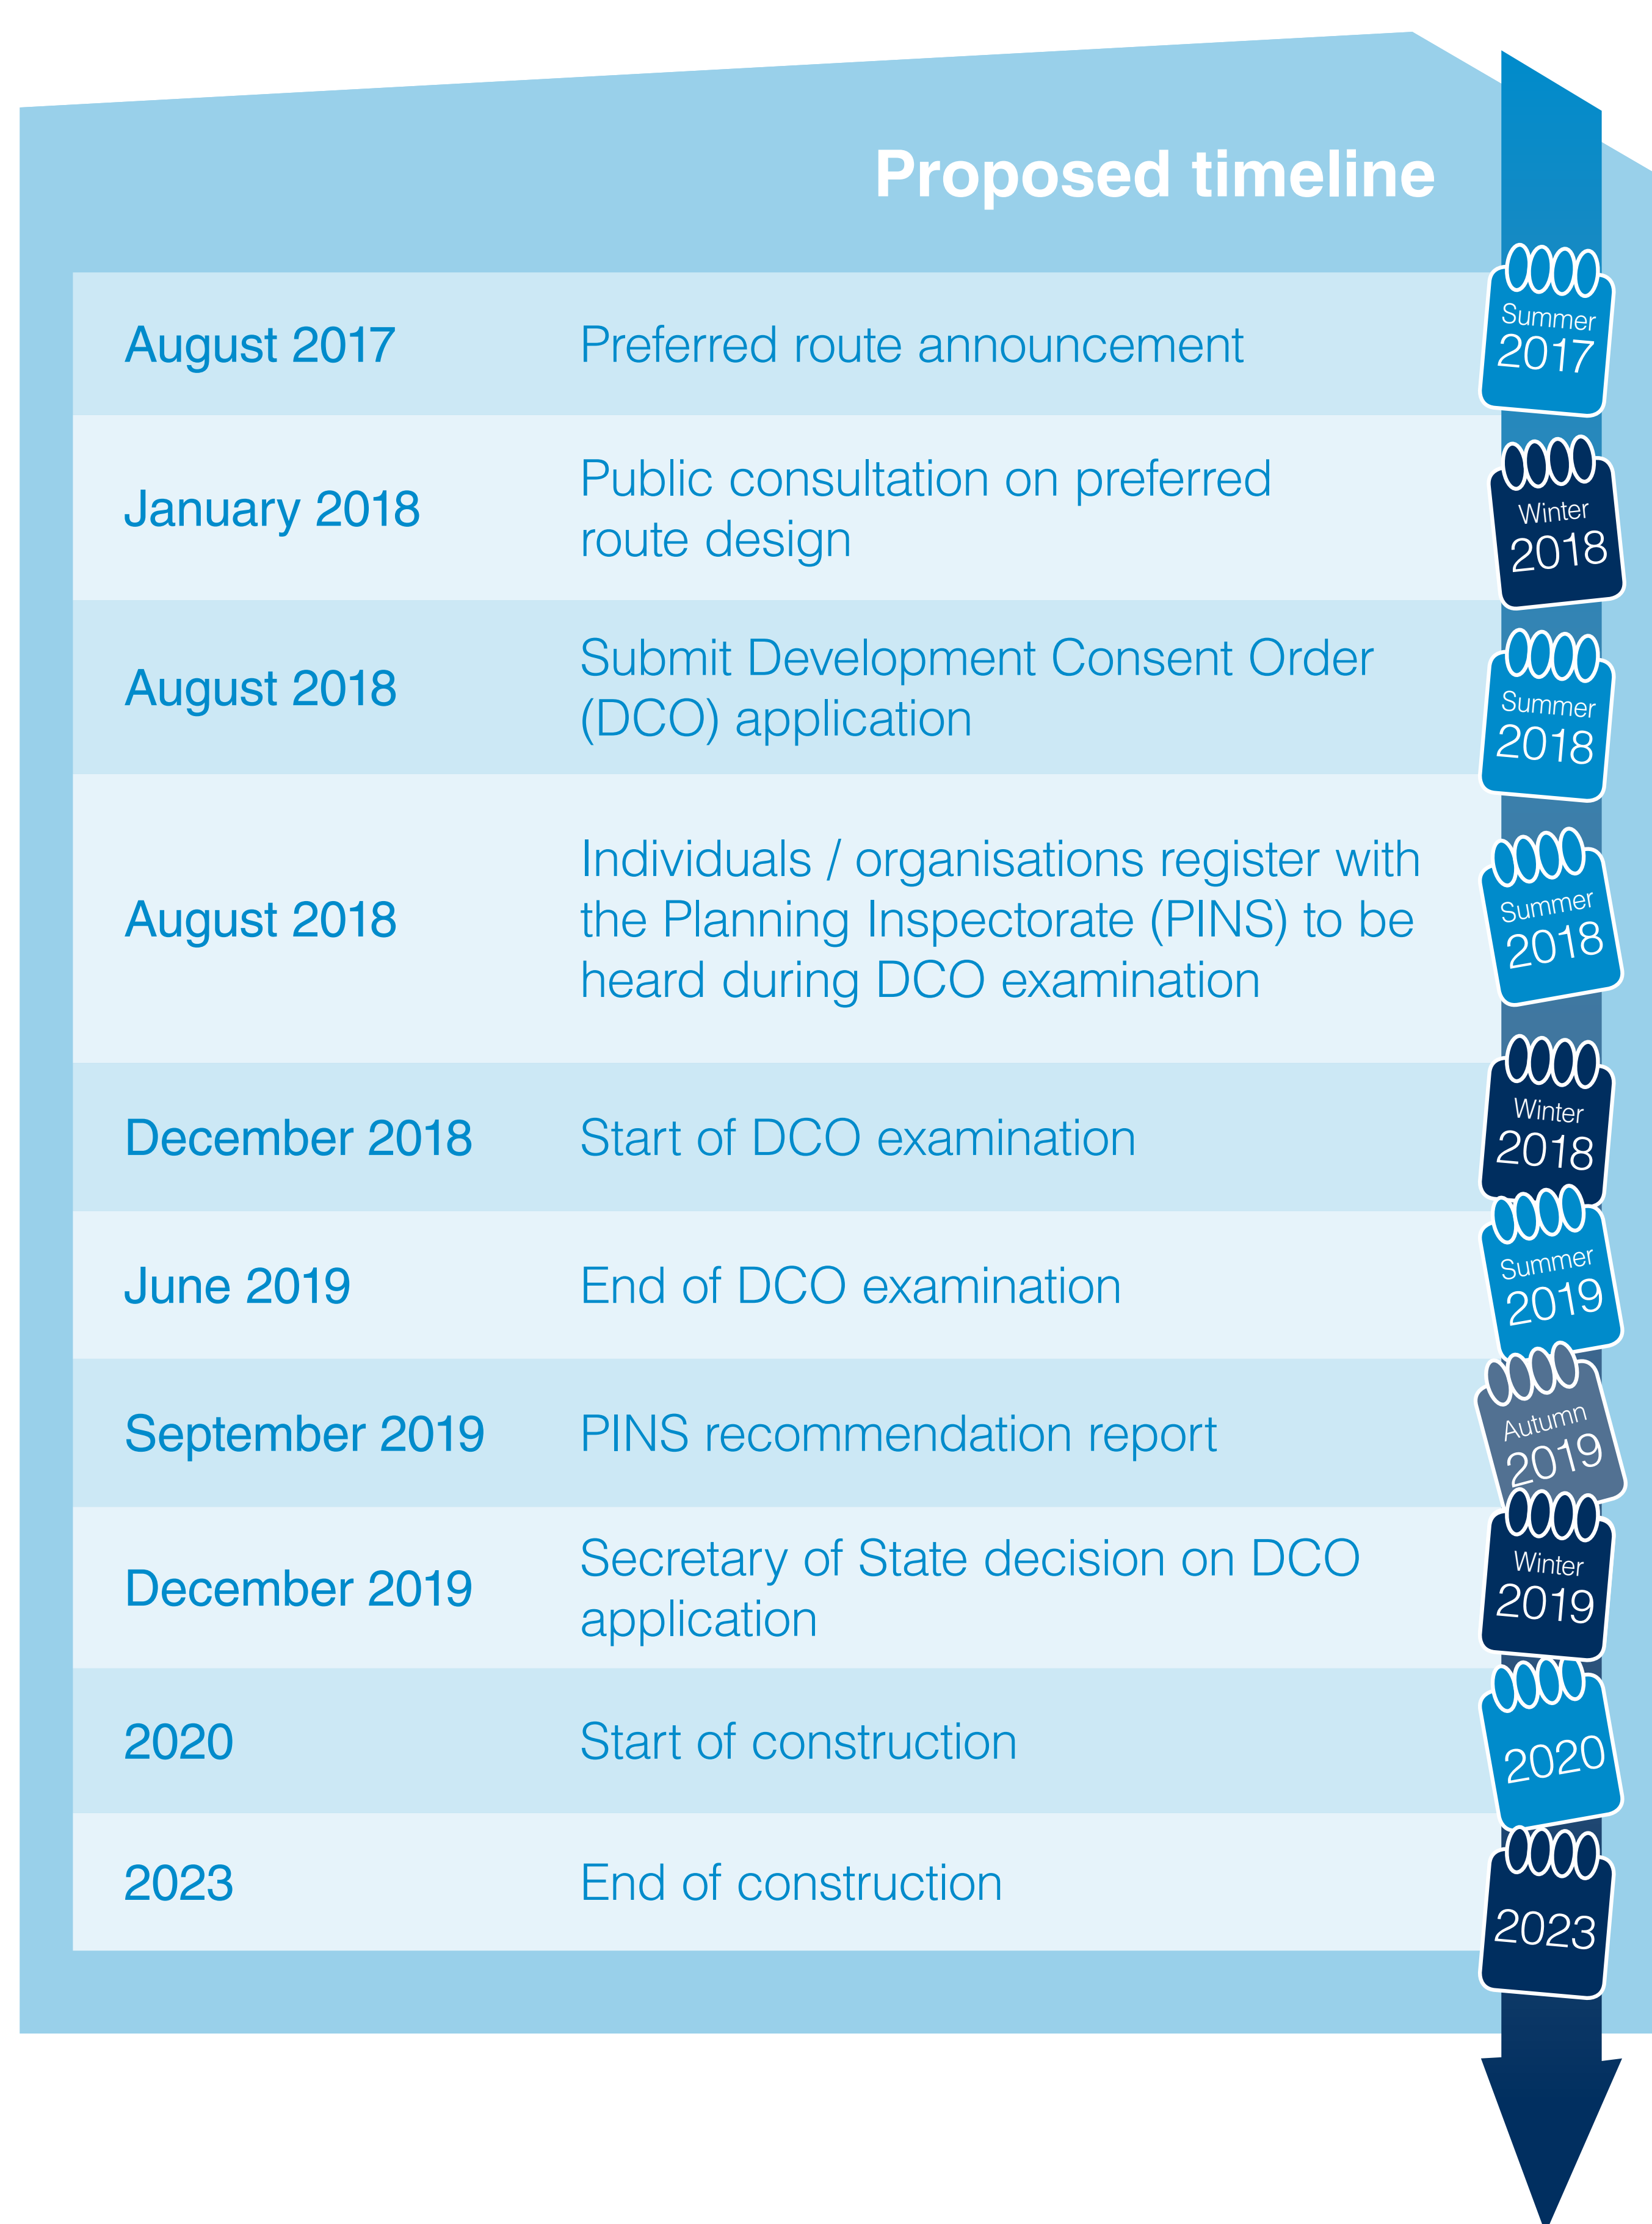 Proposed timeline
August 2017
Preferred route announcement
Summer
2017
January 2018
Public consultation on preferred
route design
Winter
2018
August 2018
Submit Development Consent Order
(DCO) application
Summer
2018
August 2018
Individuals / organisations register with
the Planning Inspectorate (PINS) to be
heard during DCO examination
Summer
2018
December 2018
Start of DCO examination
Winter
2018
June 2019
End of DCO examination
Summer
2019
September 2019
PINS recommendation report
Autumn
2019
December 2019
Secretary of State decision on DCO
application
Winter
2019
2020
Start of construction
2020
2023
End of construction
2023